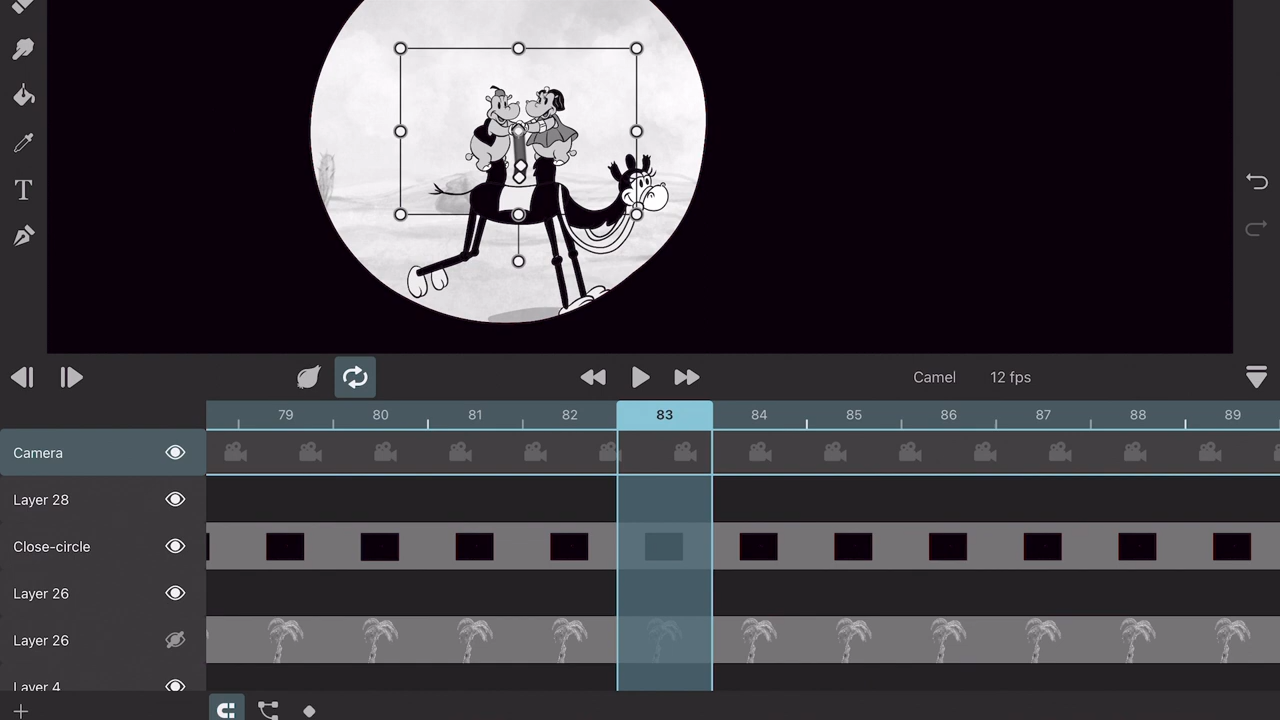 T
Camel 12 fps
79 80 81 82 83 84 85 86 87 88 89
Camera
Layer 28
Close-circle
Layer 26
Layer 26
Layer 4